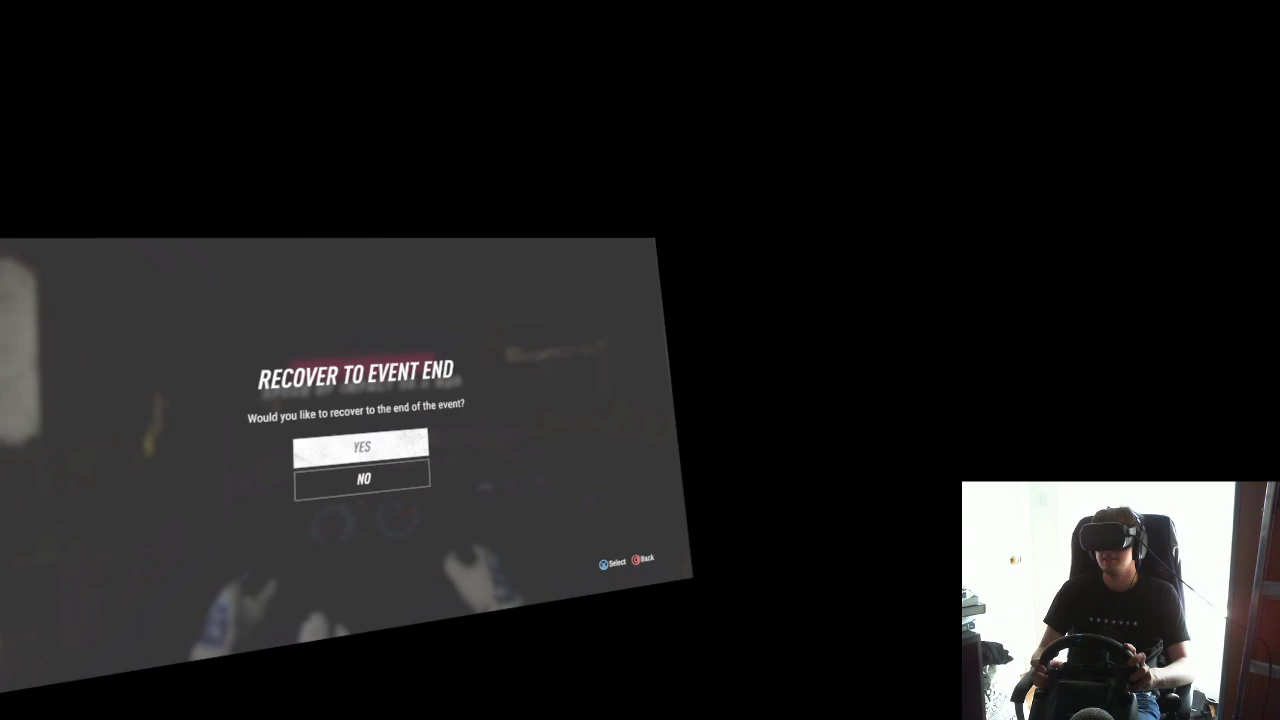 RECOVER TO EVENT END
Would you like to recover to the end of the event?
YES
NO
Select Back